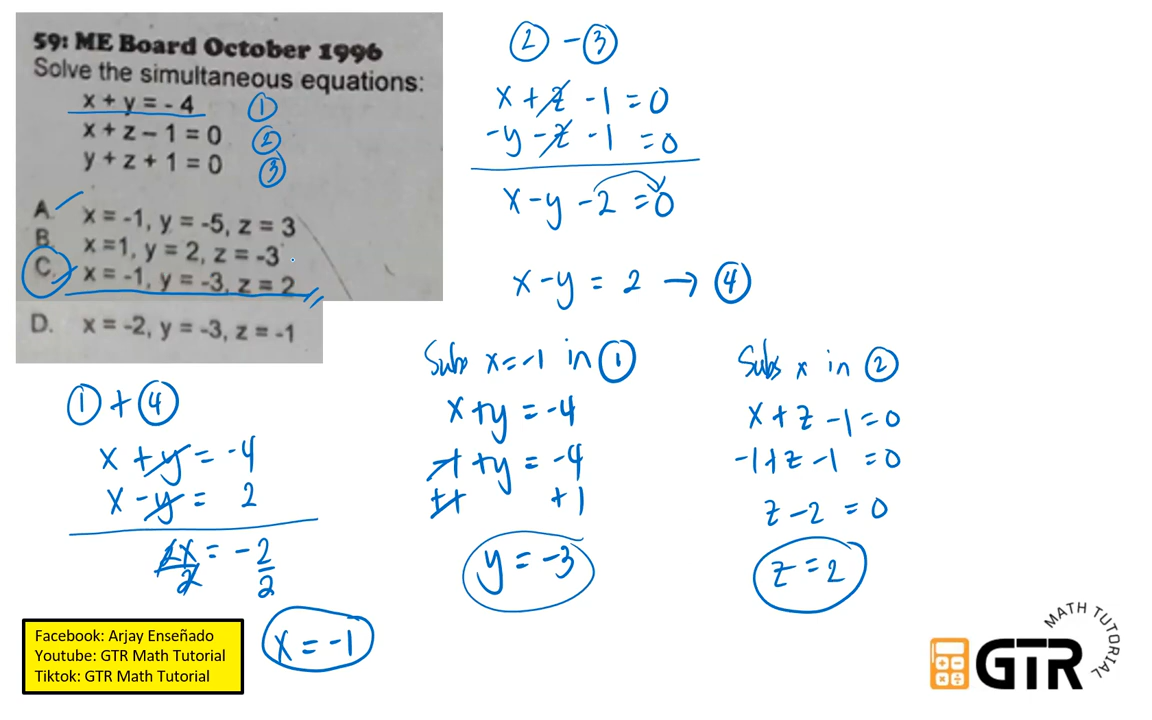 59: ME Board October 1996
Solve the simultaneous equations:
x + y = - 4 ①
x + z - 1 = 0 ②
y + z + 1 = 0 ③
A. x = -1, y = -5, z = 3
B. x =1, y = 2, z = -3
C. x = -1, y = -3, z = 2
D. x = -2, y = -3, z = -1
② - ③
x + z - 1 = 0
-y - z - 1 = 0
x - y - 2 = 0
x - y = 2 → ④
① + ④
x + y = -4
x - y = 2
2x = -2
2 2
x = -1
Subs x = -1 in ①
x + y = -4
-1 + y = -4
+1 +1
y = -3
Subs x in ②
x + z - 1 = 0
-1 + z - 1 = 0
z - 2 = 0
z = 2
Facebook: Arjay Enseñado
Youtube: GTR Math Tutorial
Tiktok: GTR Math Tutorial
GTR
MATH TUTORIAL